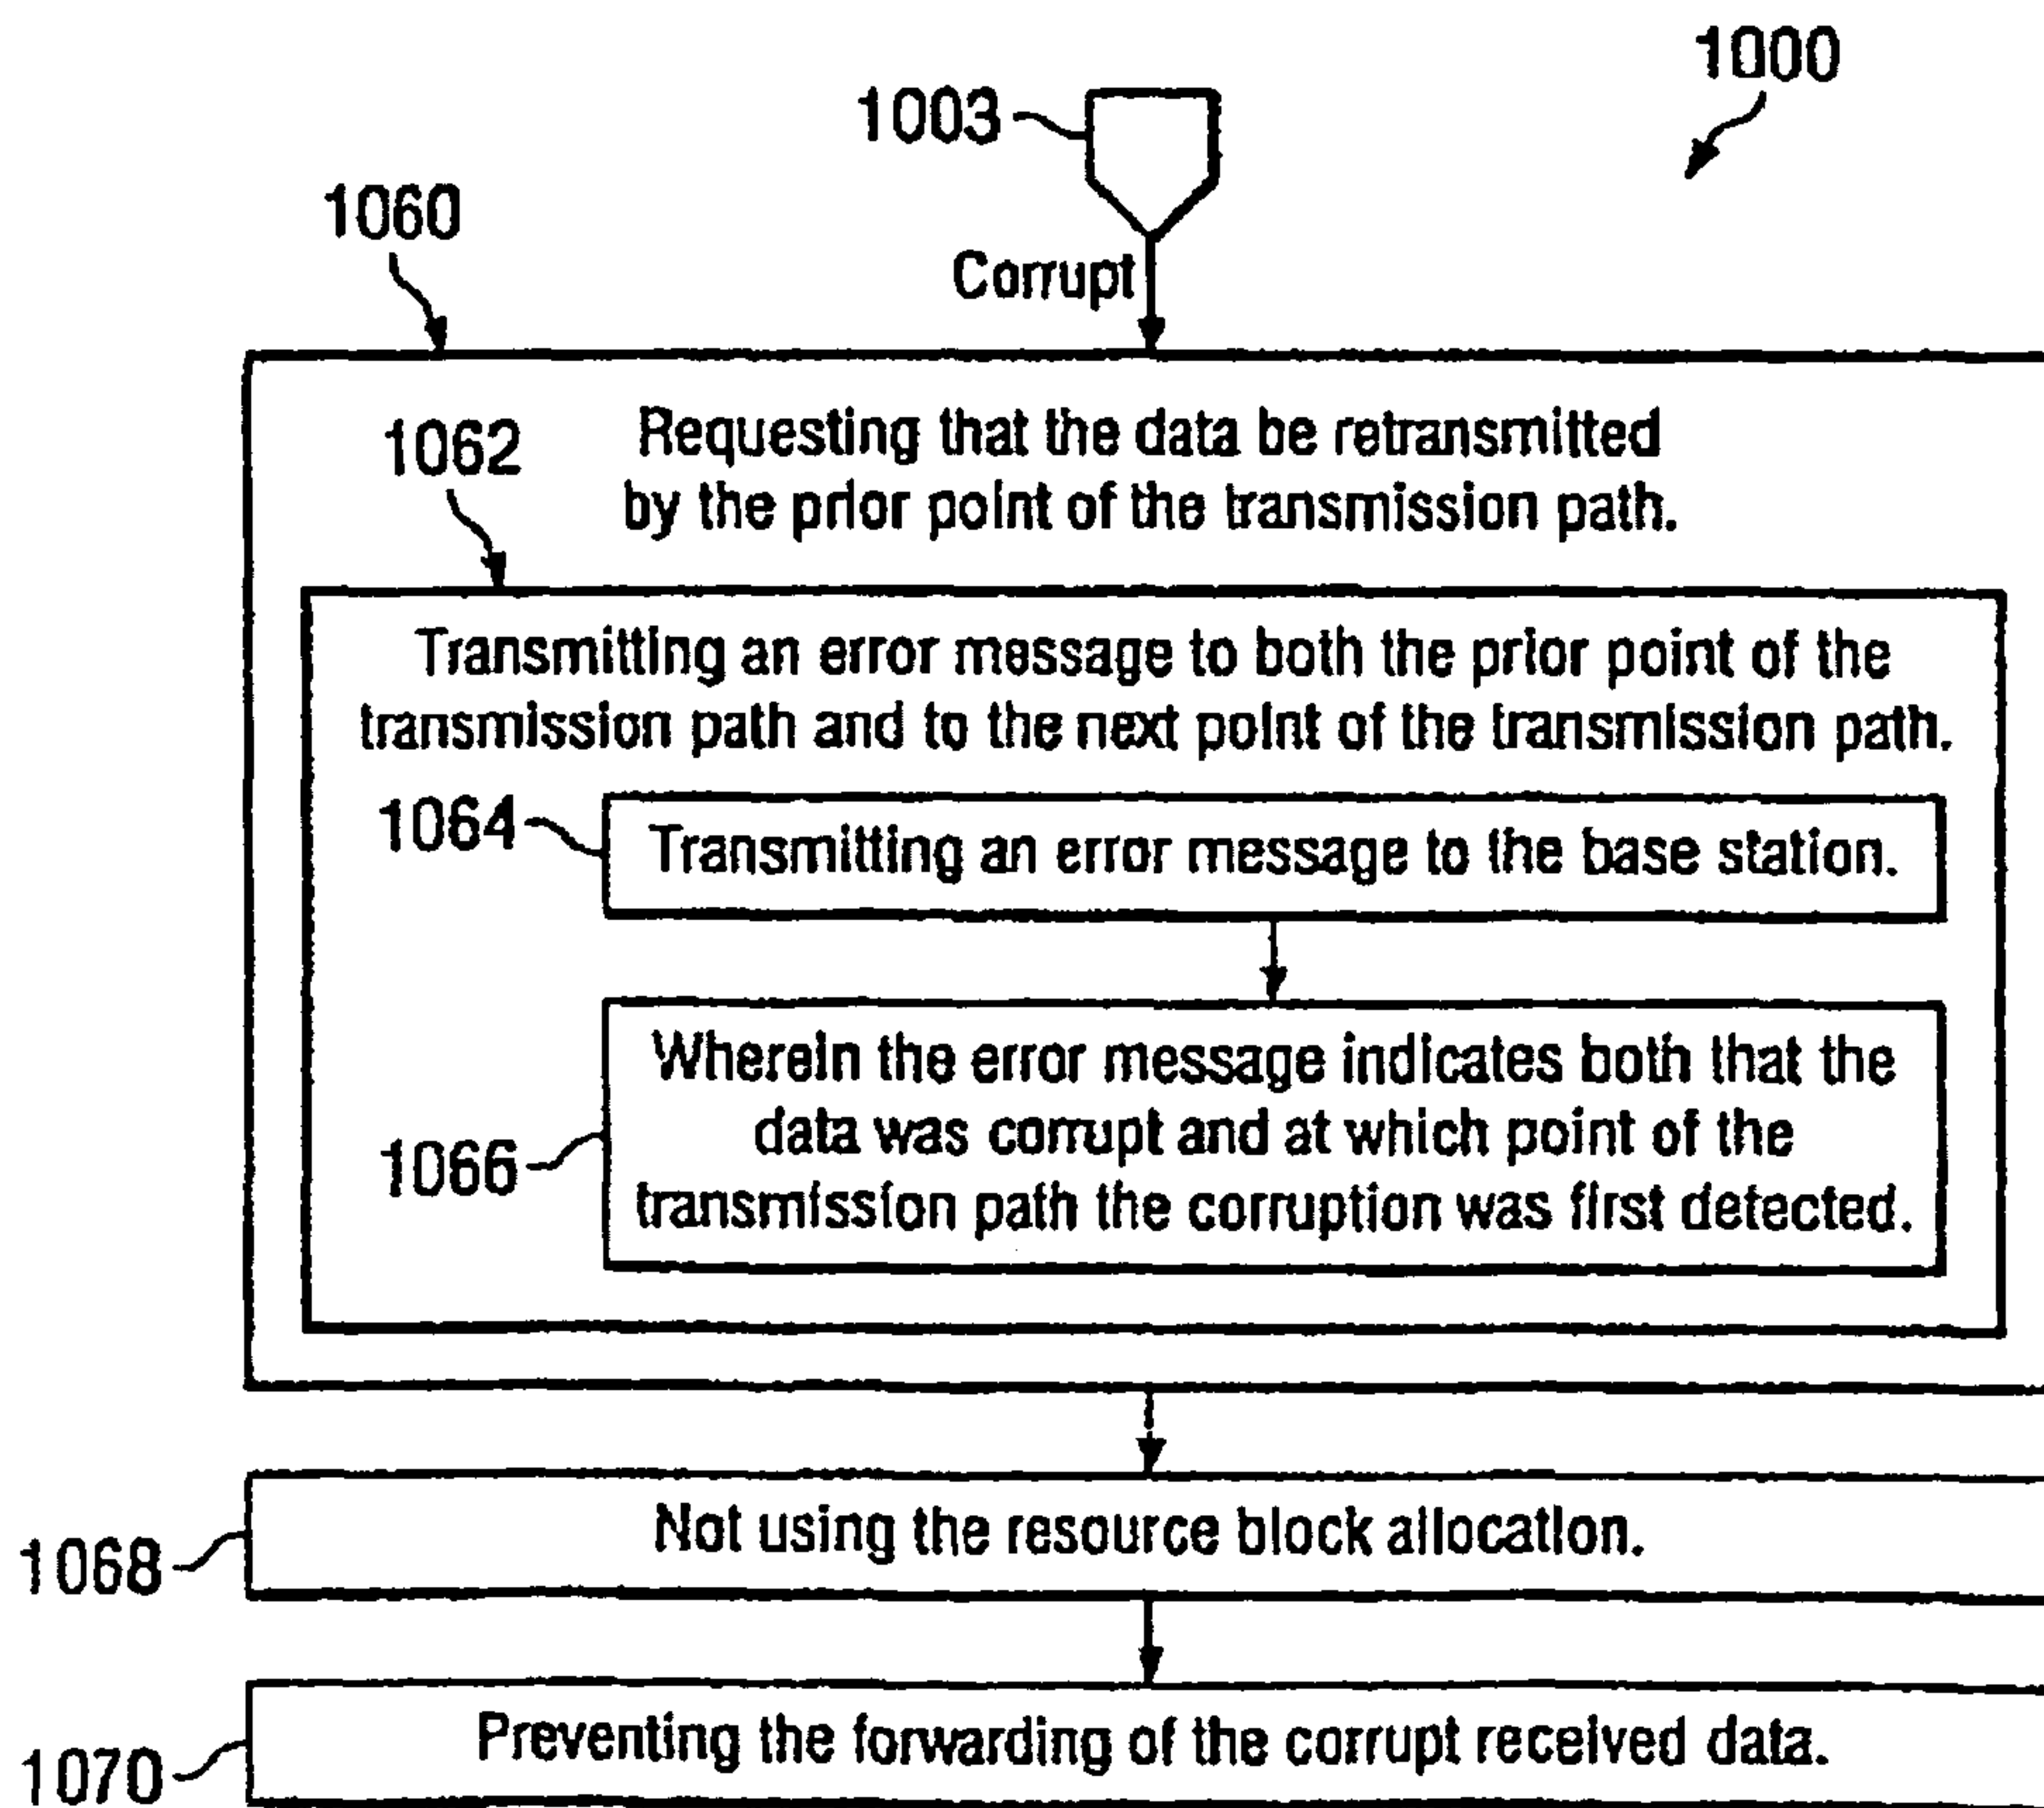 1000
1003
1060
Corrupt
1062
Requesting that the data be retransmitted
by the prior point of the transmission path.
Transmitting an error message to both the prior point of the
transmission path and to the next point of the transmission path.
1064
Transmitting an error message to the base station.
Wherein the error message indicates both that the
data was corrupt and at which point of the
1066
transmission path the corruption was first detected.
Not using the resource block allocation.
1068
Preventing the forwarding of the corrupt received data.
1070